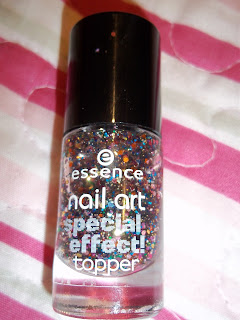 essence
nail art
special
effect!
topper